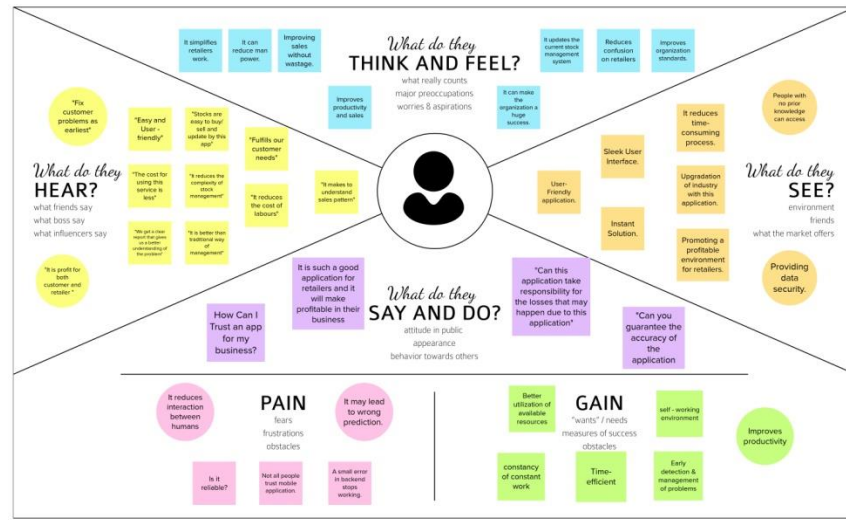 It simplifies
retailers
work.
It can
reduce man
power.
Improving
sales
without
wastage.
What do they
THINK AND FEEL?
what really counts
major preoccupations
worries & aspirations
It updates the
current stock
management
system
Reduces
confusion
on retailers
Improves
organization
standards.
Improves
productivity
and sales
It can make
the
organization
a huge
success.
"Fix
customer
problems as
earliest"
"Easy and
User -
friendly"
"Stocks are
easy to buy/
sell and
update by this
app"
"Fulfills our
customer
needs"
What do they
HEAR?
what friends say
what boss say
what influencers say
"The cost for
using this
service is
less"
"It reduces the
complexity of
stock
management"
"It reduces
the cost of
labours"
"It makes to
understand
sales pattern"
"We get a clear
report that gives
us a better
understanding of
the problem"
"It is better then
traditional way
of
management"
"It is profit for
both
customer and
retailer "
People with
no prior
knowledge
can access
It reduces
time-
consuming
process.
Sleek User
Interface.
User-
Friendly
application.
Upgradation
of industry
with this
application.
What do they
SEE?
environment
friends
what the market offers
Instant
Solution.
Promoting a
profitable
environment
for retailers.
Providing
data
security.
How Can I
Trust an app
for my
business?
It is such a good
application for
retailers and it
will make
profitable in their
business
What do they
SAY AND DO?
attitude in public
appearance
behavior towards others
"Can this
application take
responsibility for
the losses that may
happen due to this
application"
"Can you
guarantee the
accuracy of
the
application
It reduces
interaction
between
humans
PAIN
fears
frustrations
obstacles
It may lead
to wrong
prediction.
Is it
reliable?
Not all people
trust mobile
application.
A small error
in backend
stops
working.
Better
utilization of
available
resources
GAIN
"wants" / needs
measures of success
obstacles
self - working
environment
Improves
productivity
constancy
of constant
work
Time-
efficient
Early
detection &
management
of problems